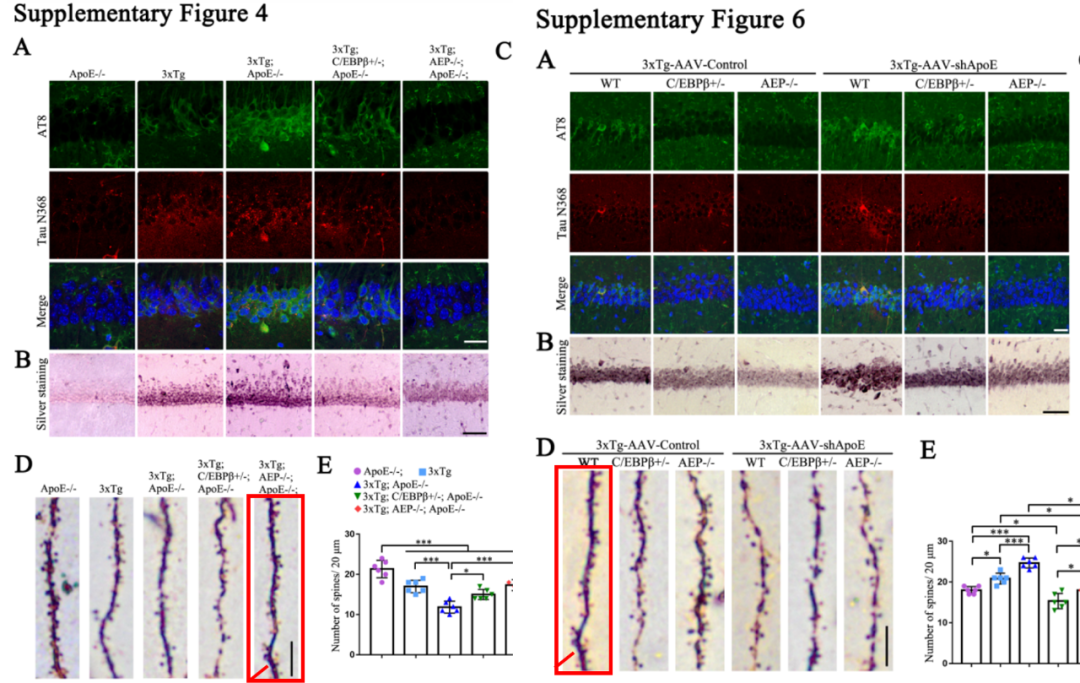 Supplementary Figure 4
A
ApoE-/-
3xTg
3xTg;
ApoE-/-
3xTg;
C/EBPβ+/-;
ApoE-/-
3xTg;
AEP-/-;
ApoE-/-;
C
AT8
Tau N368
Merge
B
Silver staining
D
ApoE-/-
3xTg
3xTg;
ApoE-/-
3xTg;
C/EBPβ+/-;
ApoE-/-
3xTg;
AEP-/-;
ApoE-/-;
E
ApoE-/-;
3xTg
3xTg; ApoE-/-
3xTg; C/EBPβ+/-; ApoE-/-
3xTg; AEP-/-; ApoE-/-
Number of spines/ 20 μm
30
20
10
0
***
***
***
*
Supplementary Figure 6
A
3xTg-AAV-Control
3xTg-AAV-shApoE
WT
C/EBPβ+/-
AEP-/-
WT
C/EBPβ+/-
AEP-/-
AT8
Tau N368
Merge
B
Silver staining
D
3xTg-AAV-Control
3xTg-AAV-shApoE
WT
C/EBPβ+/-
AEP-/-
WT
C/EBPβ+/-
AEP-/-
E
Number of spines/ 20 μm
30
20
10
0
*
*
*
***
***
*
*
*